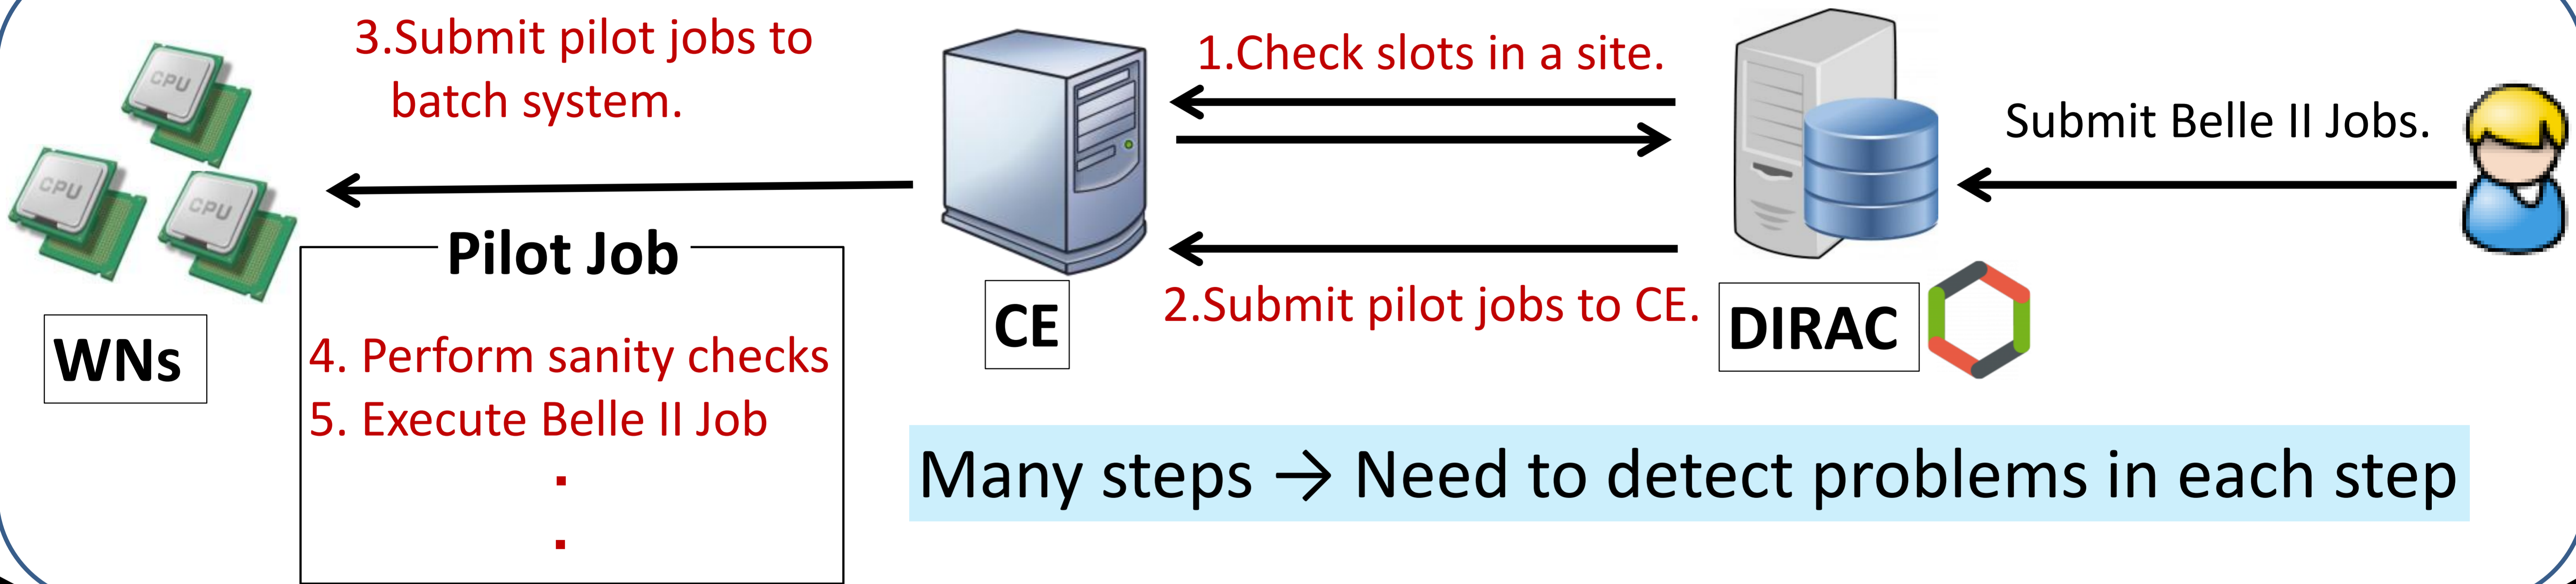 3.Submit pilot jobs to
batch system.
1.Check slots in a site.
Submit Belle II Jobs.
CPU
CPU
CPU
Pilot Job
WNs
4. Perform sanity checks
5. Execute Belle II Job
.
.
CE
2.Submit pilot jobs to CE.
DIRAC
Many steps → Need to detect problems in each step